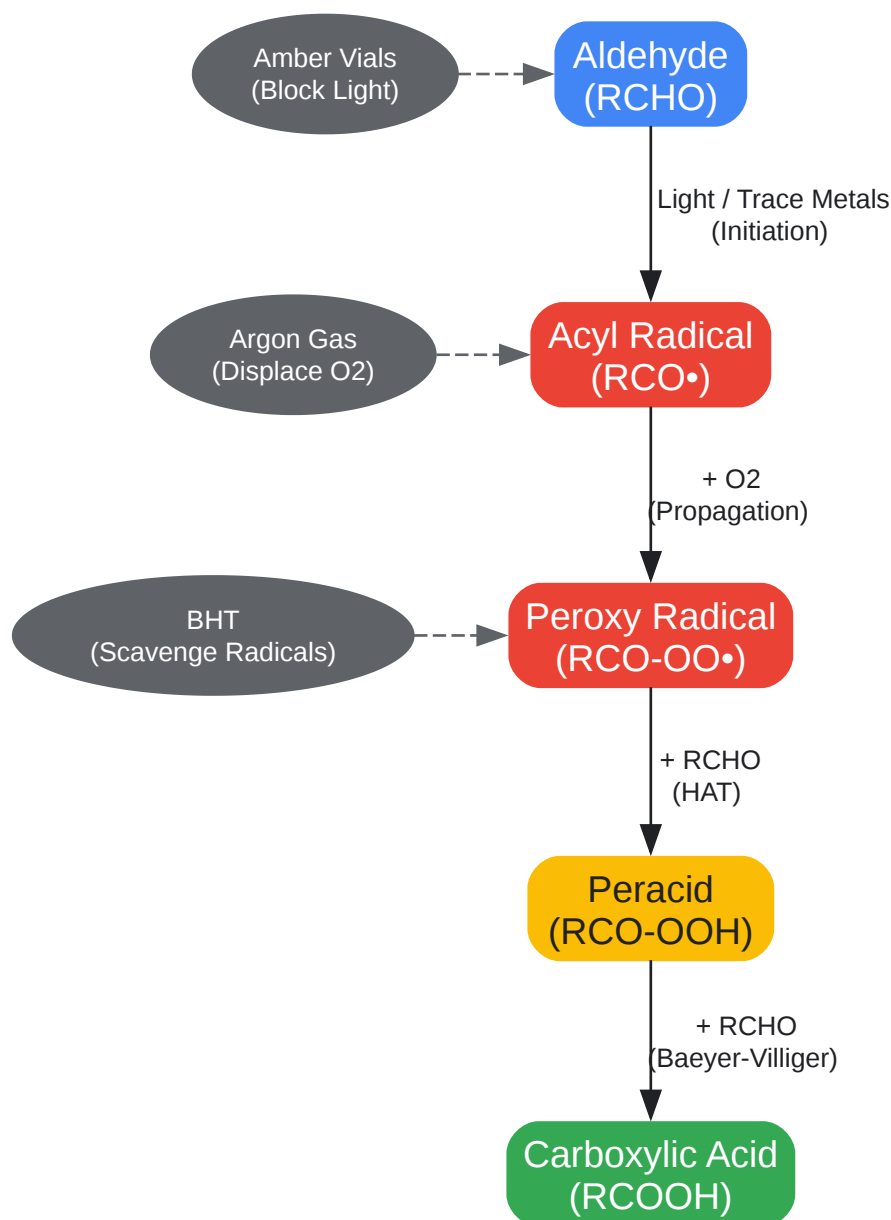 Amber Vials
(Block Light)
Aldehyde
(RCHO)
Light / Trace Metals
(Initiation)
Argon Gas
(Displace O2)
Acyl Radical
(RCO•)
+ O2
(Propagation)
BHT
(Scavenge Radicals)
Peroxy Radical
(RCO-OO•)
+ RCHO
(HAT)
Peracid
(RCO-OOH)
+ RCHO
(Baeyer-Villiger)
Carboxylic Acid
(RCOOH)